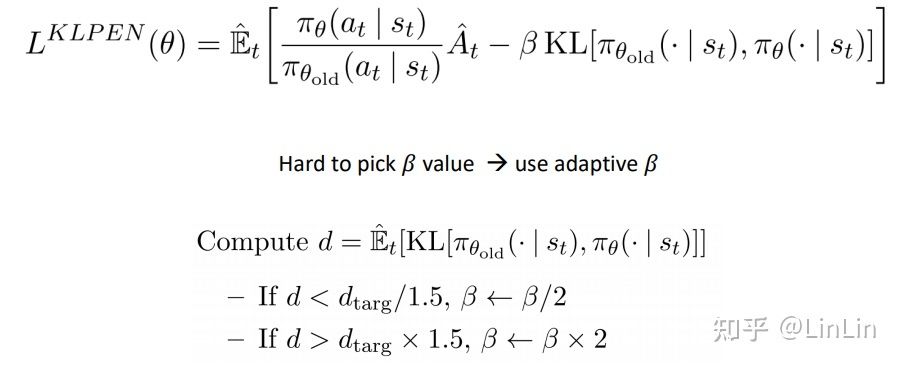 L^{KLPEN}(θ) = Ê_t [ π_θ(a_t | s_t) / π_{θ_old}(a_t | s_t) Â_t − β KL[π_{θ_old}(· | s_t), π_θ(· | s_t)] ]
Hard to pick β value → use adaptive β
Compute d = Ê_t[KL[π_{θ_old}(· | s_t), π_θ(· | s_t)]]
– If d < d_targ/1.5, β ← β/2
– If d > d_targ × 1.5, β ← β × 2
知乎 @LinLin